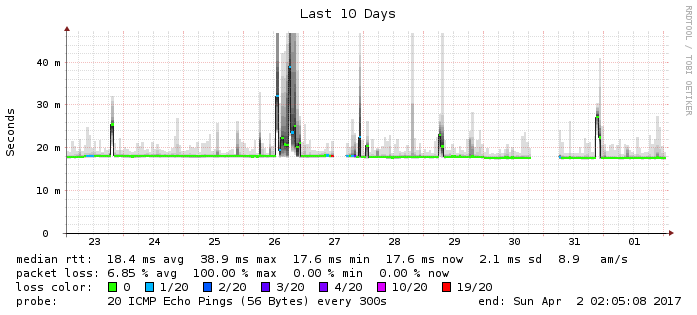 Last 10 Days
RRDTOOL / TOBI OETIKER
Seconds
40 m
30 m
20 m
10 m
0
23 24 25 26 27 28 29 30 31 01
median rtt: 18.4 ms avg 38.9 ms max 17.6 ms min 17.6 ms now 2.1 ms sd 8.9 am/s
packet loss: 6.85 % avg 100.00 % max 0.00 % min 0.00 % now
loss color: 0 1/20 2/20 3/20 4/20 10/20 19/20
probe: 20 ICMP Echo Pings (56 Bytes) every 300s end: Sun Apr 2 02:05:08 2017